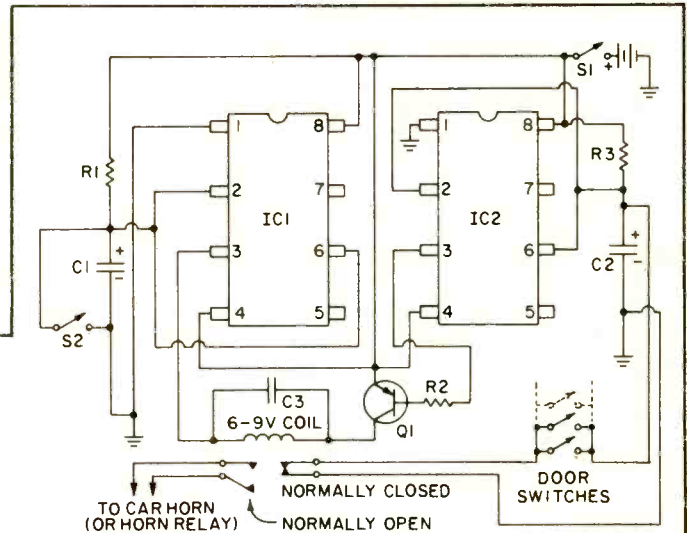 S1
+
1
8
1
8
R1
R3
2
7
2
7
IC1
IC2
+
C1
-
3
6
3
6
+
C2
-
4
5
4
5
S2
C3
R2
6-9V COIL
Q1
TO CAR HORN
(OR HORN RELAY)
NORMALLY CLOSED
NORMALLY OPEN
DOOR
SWITCHES